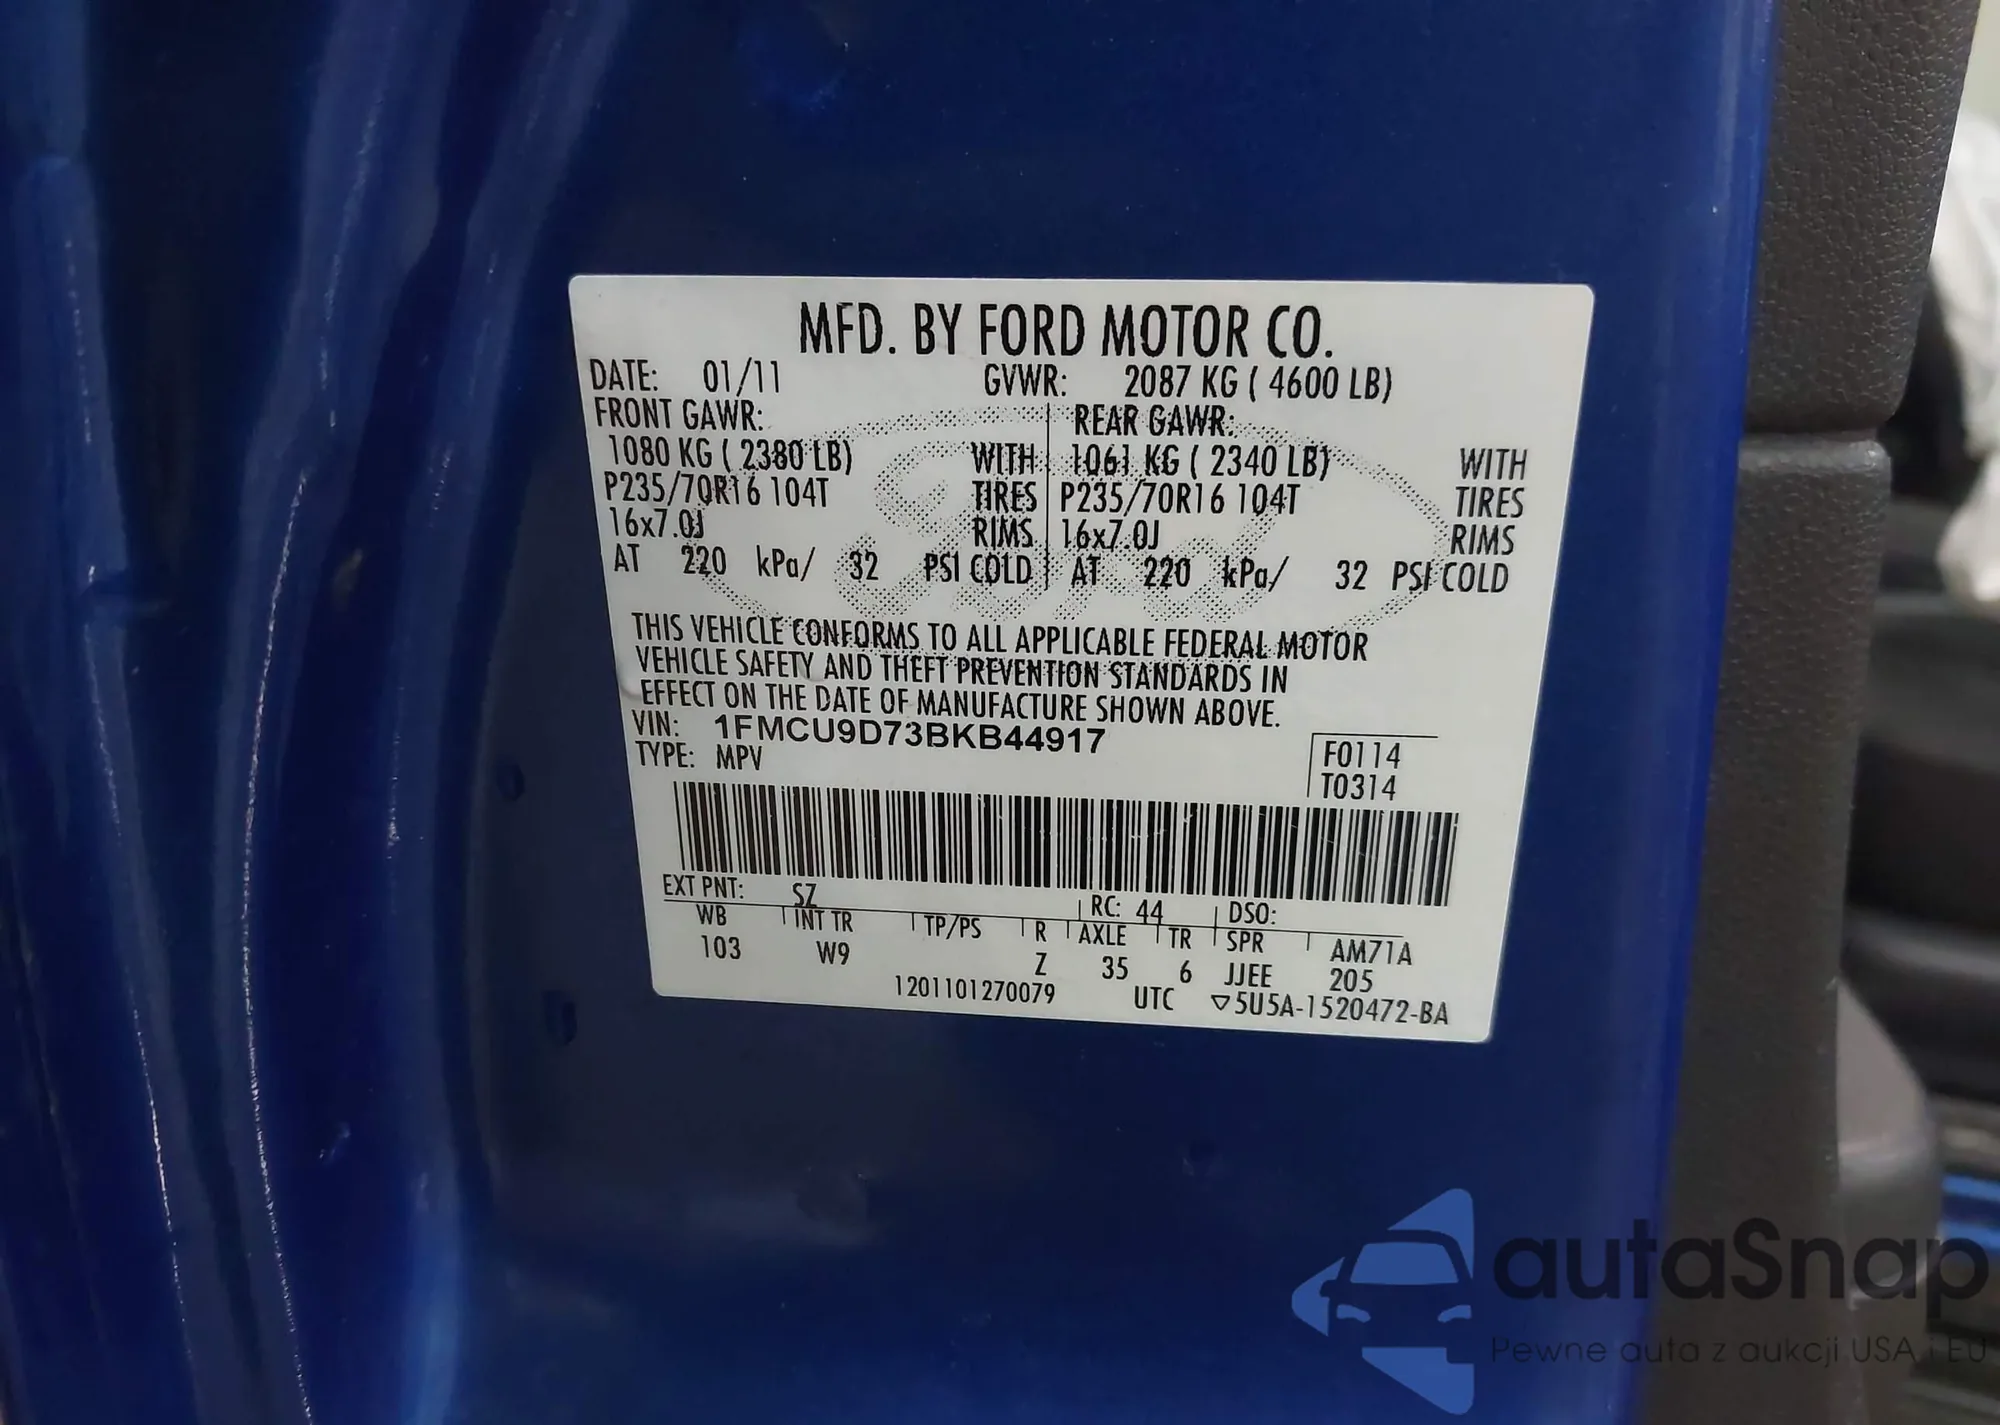 MFD. BY FORD MOTOR CO.
DATE: 01/11 GVWR: 2087 KG ( 4600 LB)
FRONT GAWR: REAR GAWR:
1080 KG ( 2380 LB) WITH 1061 KG ( 2340 LB) WITH
P235/70R16 104T TIRES P235/70R16 104T TIRES
16x7.0J RIMS 16x7.0J RIMS
AT 220 kPa/ 32 PSI COLD AT 220 kPa/ 32 PSI COLD
THIS VEHICLE CONFORMS TO ALL APPLICABLE FEDERAL MOTOR
VEHICLE SAFETY AND THEFT PREVENTION STANDARDS IN
EFFECT ON THE DATE OF MANUFACTURE SHOWN ABOVE.
VIN: 1FMCU9D73BKB44917
TYPE: MPV
F0114
T0314
EXT PNT: SZ RC: 44 DSO:
WB INT TR TP/PS R AXLE TR SPR AM71A
103 W9 Z 35 6 JJEE 205
1201101270079 UTC ▽5U5A-1520472-BA
autaSnap
Pewne auta z aukcji USA i EU